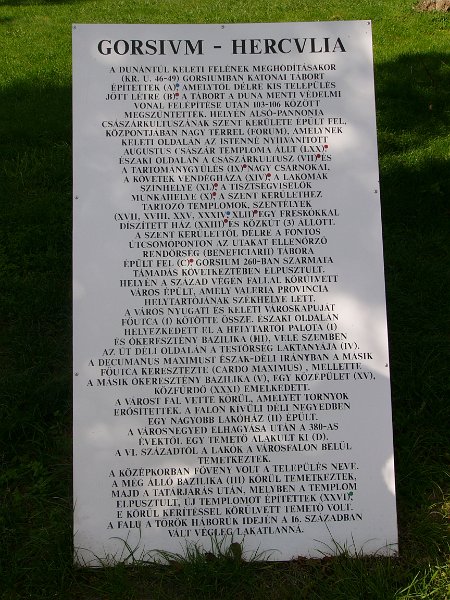 GORSIVM - HERCVLIA
A DUNÁNTÚL KELETI FELÉNEK MEGHÓDÍTÁSAKOR
(KR. U. 46-49) GORSIUMBAN KATONAI TÁBORT
ÉPÍTETTEK (A), AMELYTŐL DÉLRE KIS TELEPÜLÉS
JÖTT LÉTRE (B). A TÁBORT A DUNA MENTI VÉDELMI
VONAL FELÉPÍTÉSE UTÁN 103-106 KÖZÖTT
MEGSZÜNTETTÉK. HELYÉN ALSÓ-PANNONIA
CSÁSZÁRKULTUSZÁNAK SZENT KERÜLETE ÉPÜLT FEL,
KÖZPONTJÁBAN NAGY TÉRREL (FORUM), AMELYNEK
KELETI OLDALÁN AZ ISTENNÉ NYILVÁNÍTOTT
AUGUSTUS CSÁSZÁR TEMPLOMA ÁLLT (LXX),
ÉSZAKI OLDALÁN A CSÁSZÁRKULTUSZ (VII) ÉS
A TARTOMÁNYGYŰLÉS (IX) NAGY CSARNOKAI,
A KÖVETEK VENDÉGHÁZA (XIV), A LAKOMÁK
SZÍNHELYE (XL), A TISZTSÉGVISELŐK
MUNKAHELYE (X), A SZENT KERÜLETHEZ
TARTOZÓ TEMPLOMOK, SZENTÉLYEK
(XVII, XVIII, XXV, XXXIV, XLII), EGY FRESKÓKKAL
DÍSZÍTETT HÁZ (XXIII) ÉS KÖZKÚT (3) ÁLLOTT.
A SZENT KERÜLETTŐL DÉLRE A FONTOS
ÚTCSOMÓPONTON AZ UTAKAT ELLENŐRZŐ
RENDŐRSÉG (BENEFICIARII) TÁBORA
ÉPÜLT FEL (C). GORSIUM 260-BAN SZARMATA
TÁMADÁS KÖVETKEZTÉBEN ELPUSZTULT.
HELYÉN A SZÁZAD VÉGÉN FALLAL KÖRÜLVETT
VÁROS ÉPÜLT, AMELY VALERIA PROVINCIA
HELYTARTÓJÁNAK SZÉKHELYE LETT.
A VÁROS NYUGATI ÉS KELETI VÁROSKAPUJÁT
FŐUTCA (I) KÖTÖTTE ÖSSZE. ÉSZAKI OLDALÁN
HELYEZKEDETT EL A HELYTARTÓI PALOTA (I)
ÉS ÓKERESZTÉNY BAZILIKA (III), VELE SZEMBEN
AZ ÚT DÉLI OLDALÁN A TESTŐRSÉG LAKTANYÁJA (IV).
A DECUMANUS MAXIMUST ÉSZAK-DÉLI IRÁNYBAN A MÁSIK
FŐUTCA KERESZTEZTE (CARDO MAXIMUS) , MELLETTE
A MÁSIK ÓKERESZTÉNY BAZILIKA (V), EGY KÖZÉPÜLET (XV),
KÖZFÜRDŐ (XXXI) EMELKEDETT.
A VÁROST FAL VETTE KÖRÜL, AMELYET TORNYOK
ERŐSÍTETTEK. A FALON KÍVÜLI DÉLI NEGYEDBEN
EGY NAGYOBB LAKÓHÁZ (II) ÉPÜLT.
A VÁROSNEGYED ELHAGYÁSA UTÁN A 380-AS
ÉVEKTŐL EGY TEMETŐ ALAKULT KI (D).
A VI. SZÁZADTÓL A LAKÓK A VÁROSFALON BELÜL
TEMETKEZTEK.
A KÖZÉPKORBAN FÖVENY VOLT A TELEPÜLÉS NEVE.
A MÉG ÁLLÓ BAZILIKA (III) KÖRÜL TEMETKEZTEK,
MAJD A TATÁRJÁRÁS UTÁN, MELYBEN A TEMPLOM
ELPUSZTULT, ÚJ TEMPLOMOT ÉPÍTETTEK (XXVI),
E KÖRÜL KERÍTÉSSEL KÖRÜLVETT TEMETŐ VOLT.
A FALU A TÖRÖK HÁBORÚK IDEJÉN A 16. SZÁZADBAN
VÁLT VÉGLEG LAKATLANNÁ.